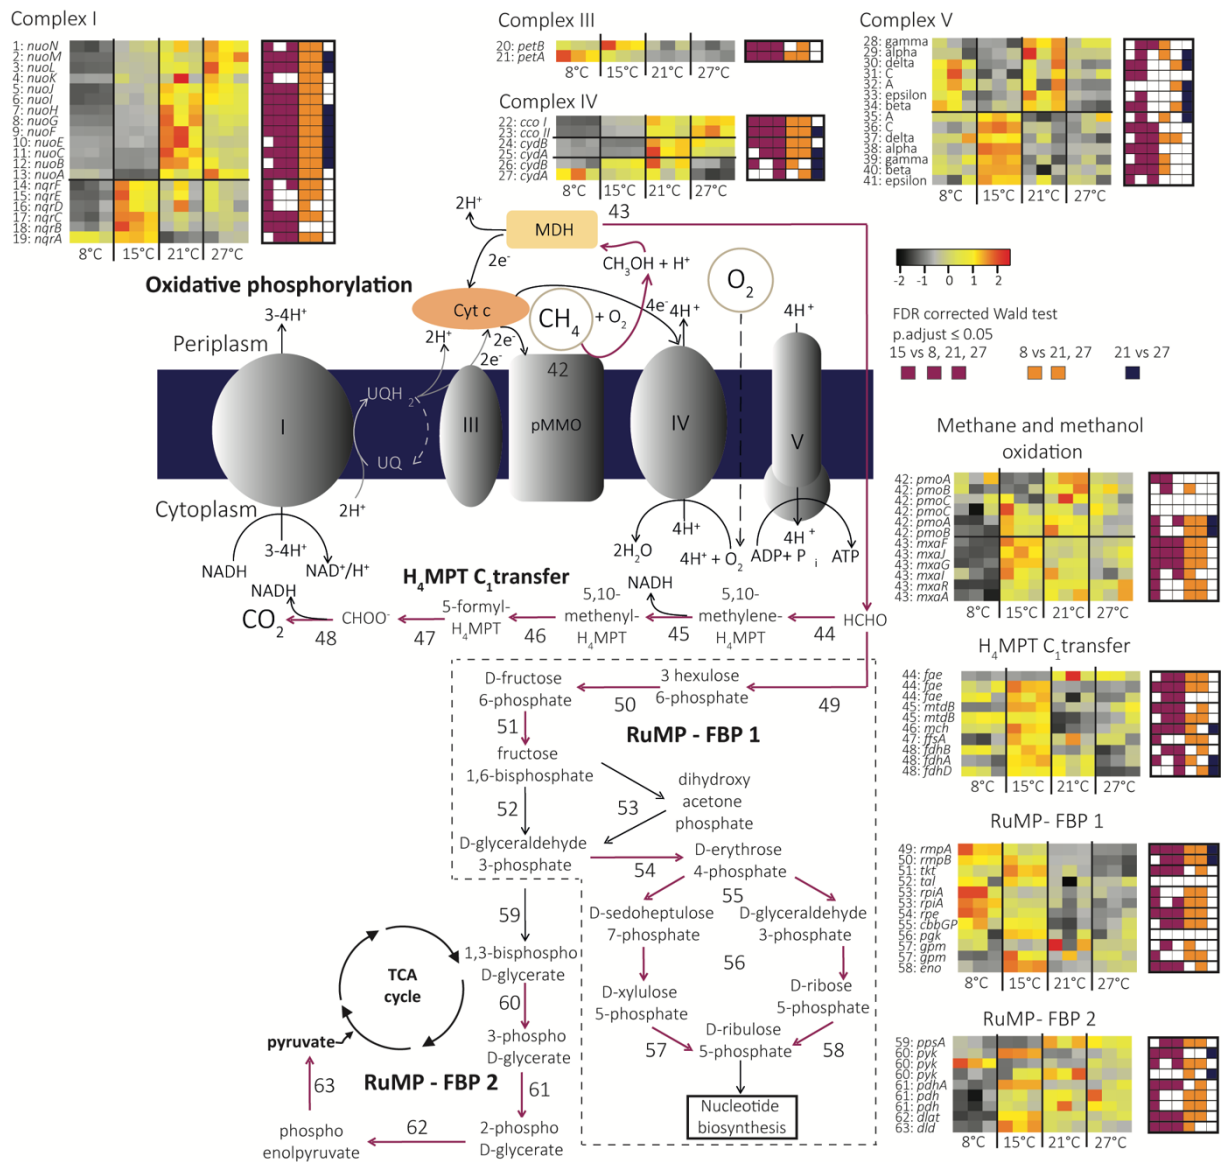 Complex I
1: nuoN
2: nuoM
3: nuoL
4: nuoK
5: nuoJ
6: nuoI
7: nuoH
8: nuoG
9: nuoF
10: nuoE
11: nuoC
12: nuoB
13: nuoA
14: nqrF
15: nqrE
16: nqrD
17: nqrC
18: nqrB
19: nqrA
8°C 15°C 21°C 27°C
Complex III
20: petB
21: petA
8°C 15°C 21°C 27°C
Complex IV
22: cco I
23: cco II
24: cydB
25: cydA
26: cydB
27: cydA
8°C 15°C 21°C 27°C
Complex V
28: gamma
29: alpha
30: delta
31: C
32: A
33: epsilon
34: beta
35: A
36: C
37: delta
38: alpha
39: gamma
40: beta
41: epsilon
8°C 15°C 21°C 27°C
-2 -1 0 1 2
FDR corrected Wald test
p.adjust ≤ 0.05
15 vs 8, 21, 27 8 vs 21, 27 21 vs 27
Oxidative phosphorylation
2H⁺
MDH
43
2e⁻
CH₃OH + H⁺
O₂
Cyt c
CH₄
+ O₂
4e⁻
4H⁺
4H⁺
3-4H⁺
Periplasm
2H⁺
2e⁻
2e⁻
42
UQH₂
I
III
pMMO
IV
V
UQ
Cytoplasm
2H⁺
3-4H⁺
NADH
NAD⁺/H⁺
4H⁺
2H₂O
4H⁺ + O₂
4H⁺
ADP+ Pi
ATP
H₄MPT C₁transfer
NADH
CO₂
48
CHOO⁻
47
5-formyl-
H₄MPT
46
5,10-
methenyl-
H₄MPT
NADH
45
5,10-
methylene-
H₄MPT
44
HCHO
D-fructose
6-phosphate
50
3 hexulose
6-phosphate
49
51
RuMP - FBP 1
fructose
1,6-bisphosphate
52
53
dihydroxy
acetone
phosphate
D-glyceraldehyde
3-phosphate
54
D-erythrose
4-phosphate
55
D-sedoheptulose
7-phosphate
D-glyceraldehyde
3-phosphate
56
D-xylulose
5-phosphate
D-ribose
5-phosphate
57
D-ribulose
5-phosphate
58
Nucleotide
biosynthesis
59
1,3-bisphospho
D-glycerate
60
3-phospho
D-glycerate
61
2-phospho
D-glycerate
62
phospho
enolpyruvate
63
pyruvate
TCA
cycle
RuMP - FBP 2
Methane and methanol
oxidation
42: pmoA
42: pmoB
42: pmoC
42: pmoC
42: pmoA
42: pmoB
43: mxaF
43: mxaJ
43: mxaG
43: mxaI
43: mxaR
43: mxaA
8°C 15°C 21°C 27°C
H₄MPT C₁transfer
44: fae
44: fae
44: fae
45: mtdB
45: mtdB
46: mch
47: ffsA
48: fdhB
48: fdhA
48: fdhD
8°C 15°C 21°C 27°C
RuMP- FBP 1
49: rmpA
50: rmpB
51: tkt
52: tal
53: rpiA
53: rpiA
54: rpe
55: cbbGP
56: pgk
57: gpm
57: gpm
58: eno
8°C 15°C 21°C 27°C
RuMP- FBP 2
59: ppsA
60: pyk
60: pyk
60: pyk
61: pdhA
61: pdh
61: pdh
62: dlat
63: dld
8°C 15°C 21°C 27°C